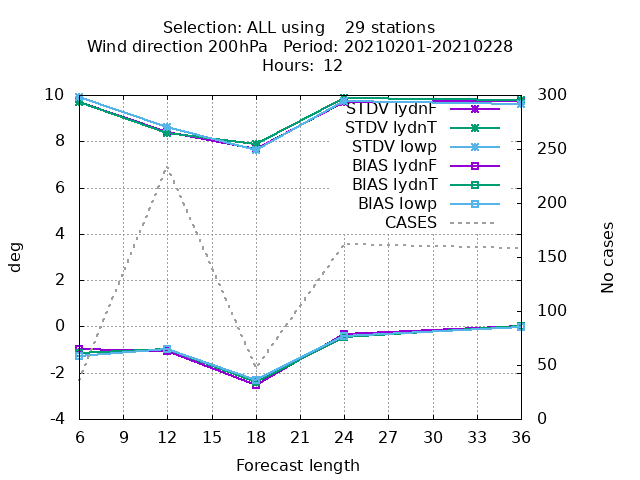 Selection: ALL using    29 stations
Wind direction 200hPa   Period: 20210201-20210228
Hours:  12
10
8
6
4
2
0
-2
-4
deg
STDV lydnF
STDV lydnT
STDV lowp
BIAS lydnF
BIAS lydnT
BIAS lowp
CASES
300
250
200
150
100
50
0
No cases
6 9 12 15 18 21 24 27 30 33 36
Forecast length